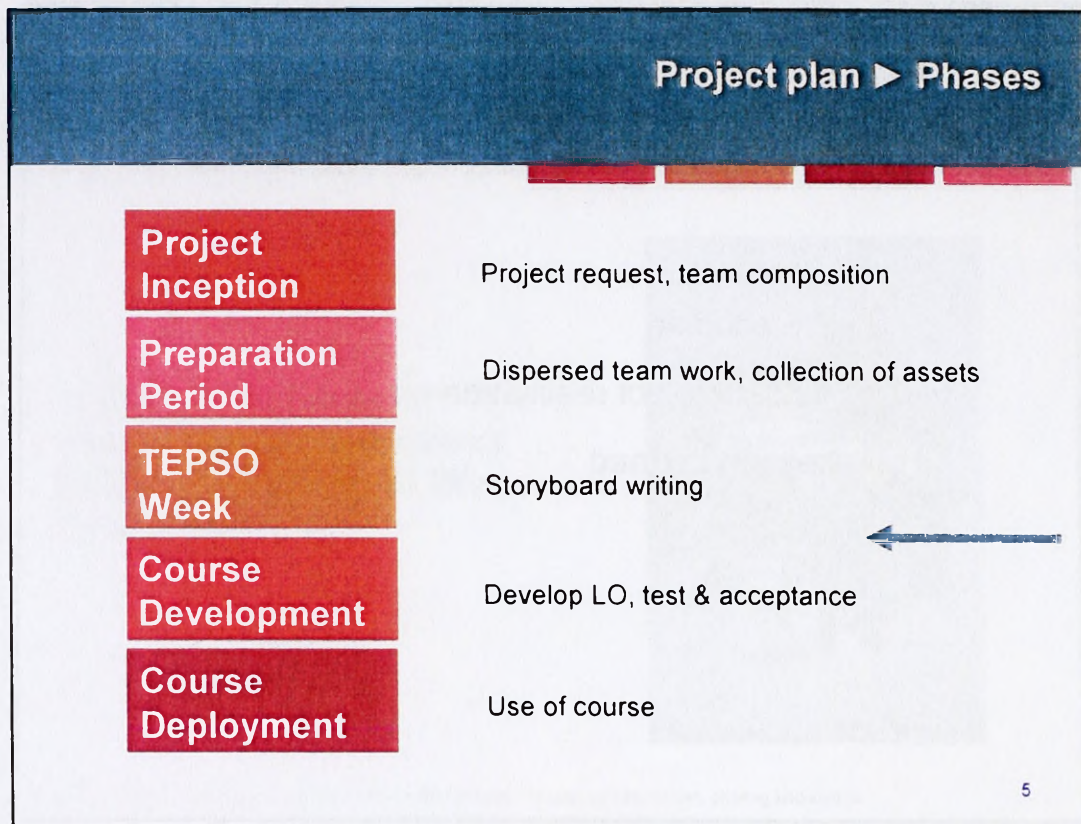 Project plan ► Phases
Project
Inception
Project request, team composition
Preparation
Period
Dispersed team work, collection of assets
TEPSO
Week
Storyboard writing
Course
Development
Develop LO, test & acceptance
Course
Deployment
Use of course
5